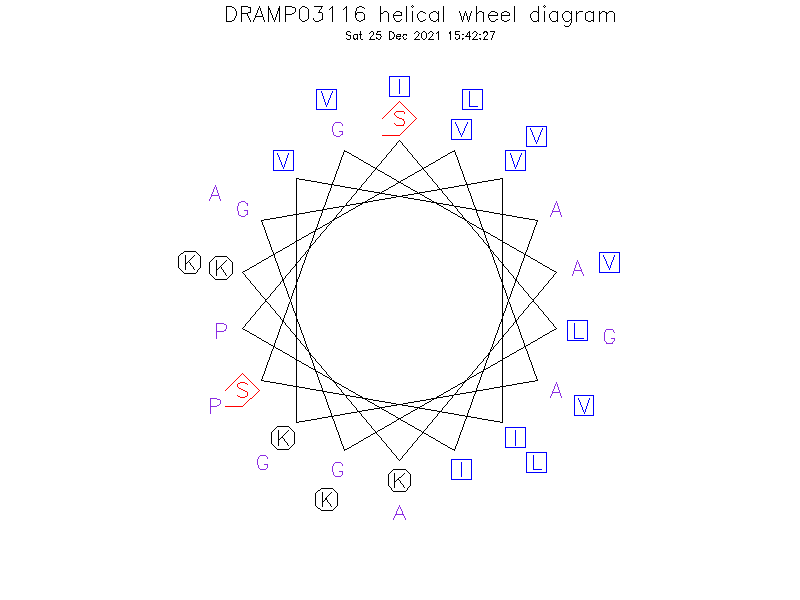 DRAMP03116 helical wheel diagram
Sat 25 Dec 2021 15:42:27
I
V L
S
G V
V
V V
A
G A
K K A V
P L G
S A
P V
K I
G L
G I
K K
A